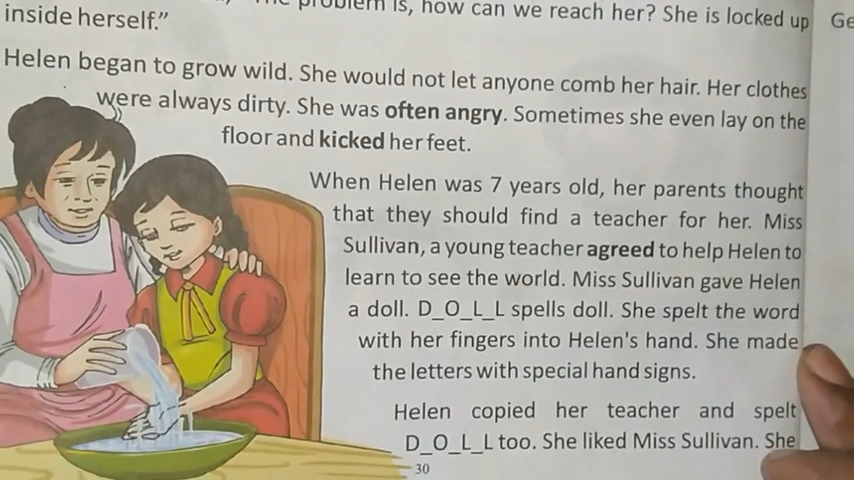 The problem is, how can we reach her? She is locked up
inside herself."
Helen began to grow wild. She would not let anyone comb her hair. Her clothes
were always dirty. She was often angry. Sometimes she even lay on the
floor and kicked her feet.
When Helen was 7 years old, her parents thought
that they should find a teacher for her. Miss
Sullivan, a young teacher agreed to help Helen to
learn to see the world. Miss Sullivan gave Helen
a doll. D_O_L_L spells doll. She spelt the word
with her fingers into Helen's hand. She made
the letters with special hand signs.
Helen copied her teacher and spelt
D_O_L_L too. She liked Miss Sullivan. She
30